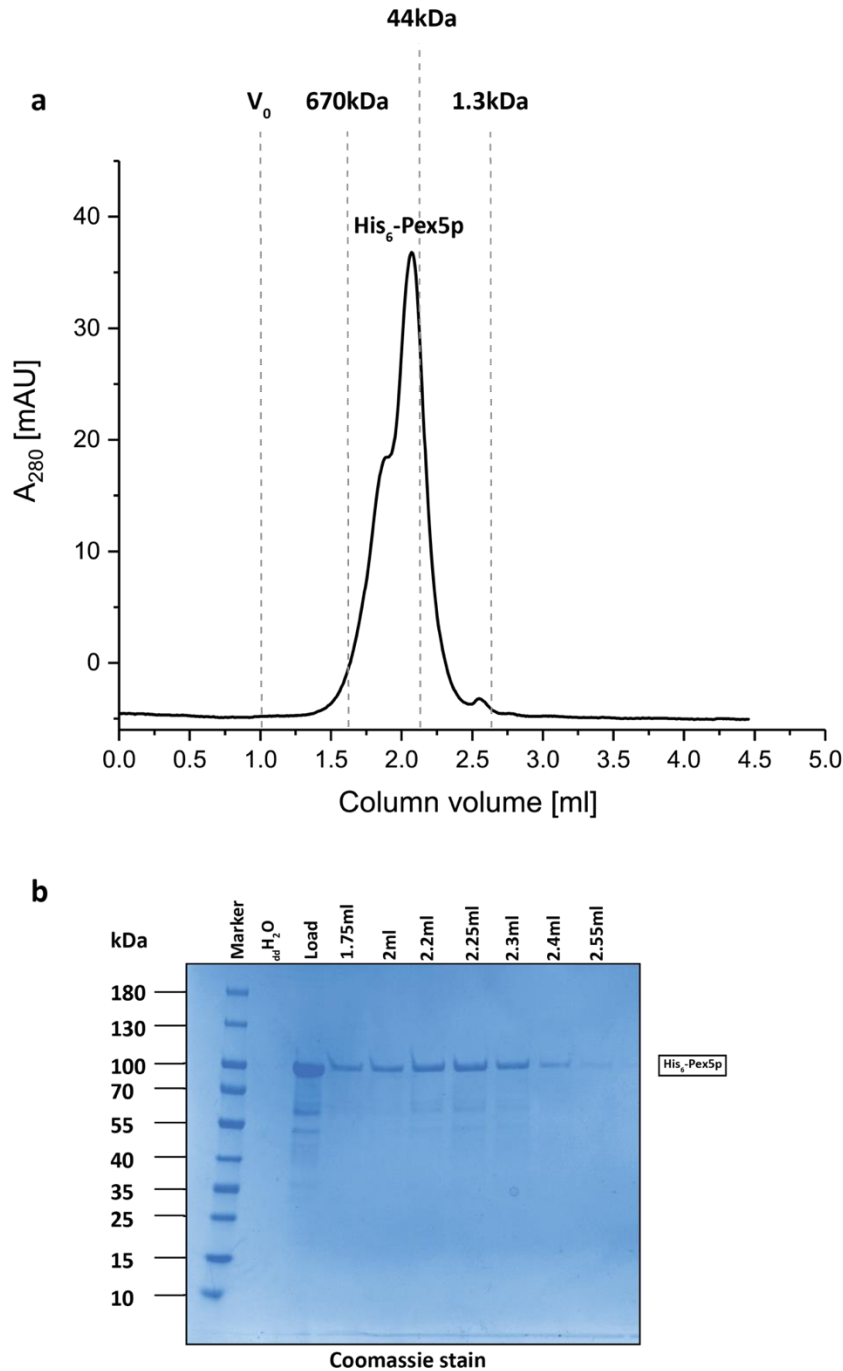 44kDa
a
V₀ 670kDa 1.3kDa
His₆-Pex5p
A₂₈₀ [mAU]
40
30
20
10
0
0.0 0.5 1.0 1.5 2.0 2.5 3.0 3.5 4.0 4.5 5.0
Column volume [ml]
b
kDa
Marker
ddH₂O
Load
1.75ml
2ml
2.2ml
2.25ml
2.3ml
2.4ml
2.55ml
180
130
100
70
55
40
35
25
15
10
His₆-Pex5p
Coomassie stain